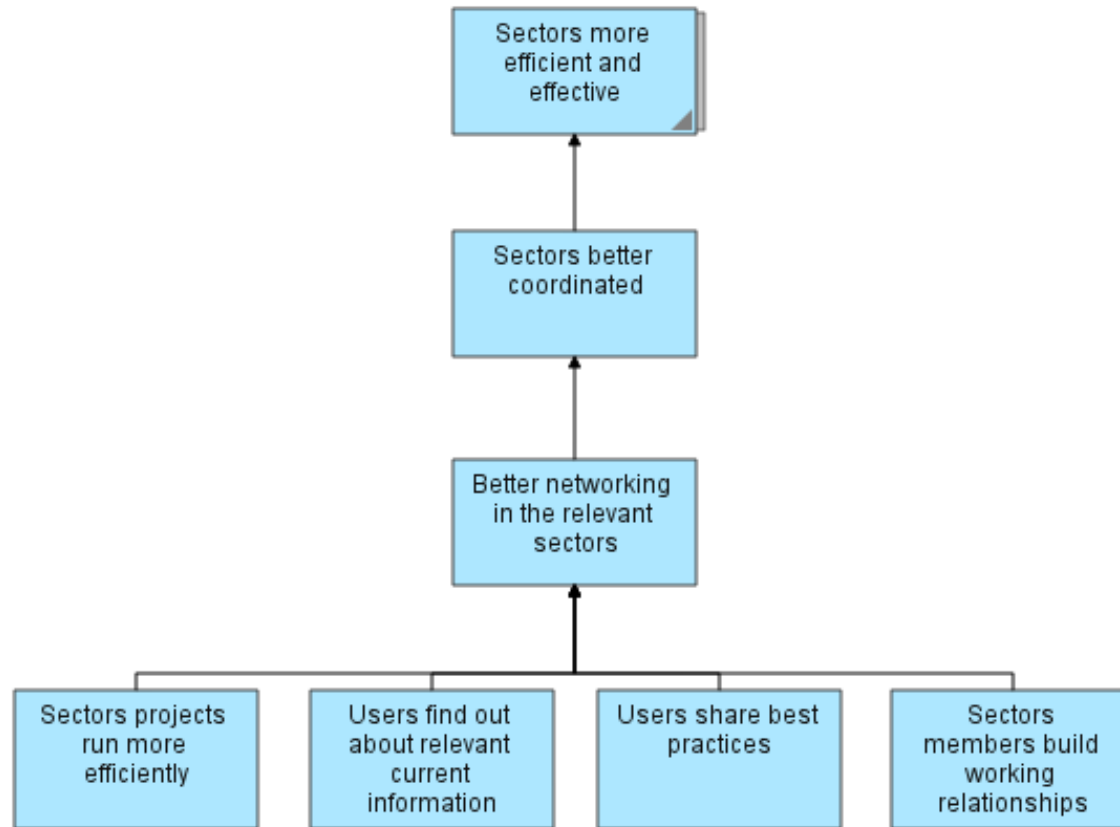 Sectors more
efficient and
effective
Sectors better
coordinated
Better networking
in the relevant
sectors
Sectors projects
run more
efficiently
Users find out
about relevant
current
information
Users share best
practices
Sectors
members build
working
relationships